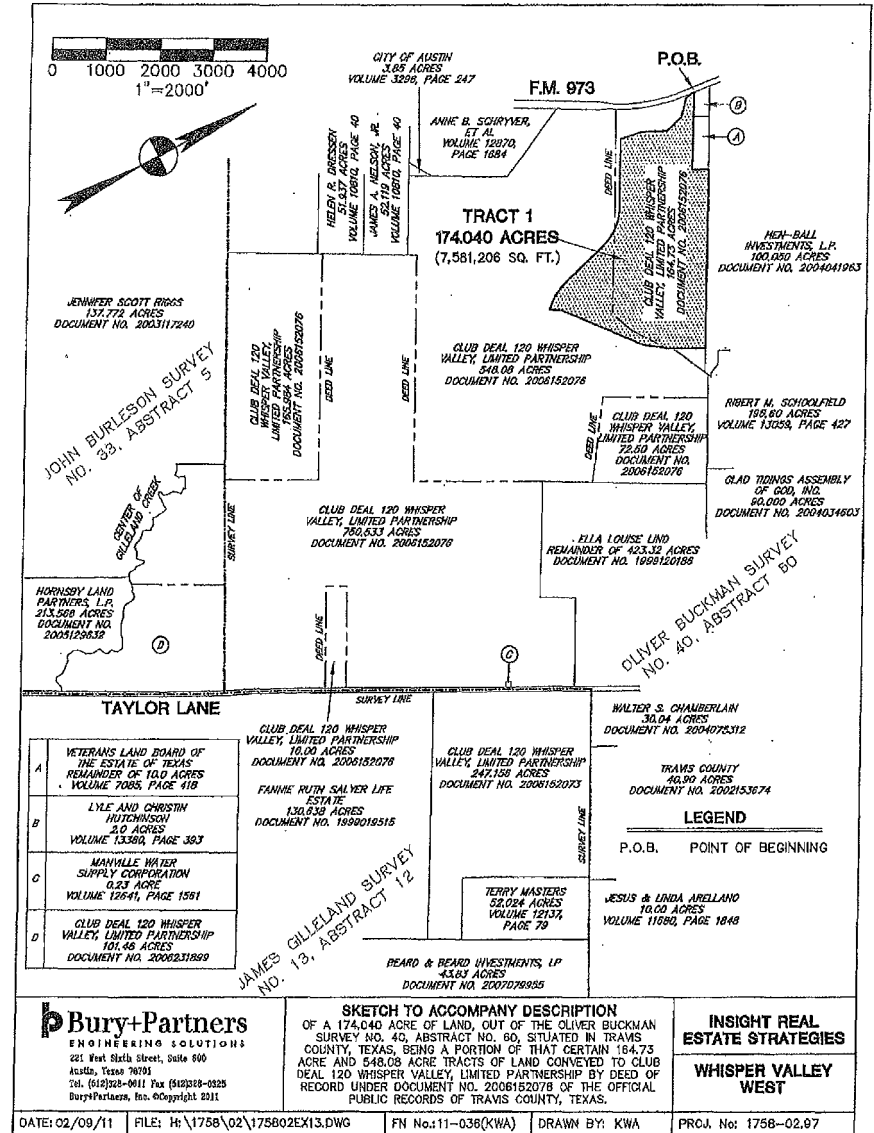 0 1000 2000 3000 4000
1"=2000'
CITY OF AUSTIN
3.85 ACRES
VOLUME 3296, PAGE 247
P.O.B.
F.M. 973
B
A
ANNE B. SCHRYVER,
ET AL
VOLUME 12870,
PAGE 1684
HELEN R. DRESSEN
51.937 ACRES
VOLUME 10810, PAGE 40
JAMES A. NELSON, JR.
52.119 ACRES
VOLUME 10810, PAGE 40
DEED LINE
TRACT 1
174.040 ACRES
(7,581,206 SQ. FT.)
CLUB DEAL 120 WHISPER
VALLEY, LIMITED PARTNERSHIP
164.73 ACRES
DOCUMENT NO. 2006152076
HEN-BALL
INVESTMENTS, L.P.
100.050 ACRES
DOCUMENT NO. 2004041963
JENNIFER SCOTT RIGGS
137.772 ACRES
DOCUMENT NO. 2003117240
JOHN BURLESON SURVEY
NO. 33, ABSTRACT 5
CLUB DEAL 120
WHISPER VALLEY,
LIMITED PARTNERSHIP
165.984 ACRES
DOCUMENT NO. 2006152076
DEED LINE
DEED LINE
CLUB DEAL 120 WHISPER
VALLEY, LIMITED PARTNERSHIP
548.08 ACRES
DOCUMENT NO. 2006152076
DEED LINE
CLUB DEAL 120
WHISPER VALLEY,
LIMITED PARTNERSHIP
72.50 ACRES
DOCUMENT NO.
2006152076
RIBERT M. SCHOOLFIELD
196.60 ACRES
VOLUME 13059, PAGE 427
GLAD TIDINGS ASSEMBLY
OF GOD, INC.
90.000 ACRES
DOCUMENT NO. 2004034603
CENTER OF
GILLELAND CREEK
SURVEY LINE
CLUB DEAL 120 WHISPER
VALLEY, LIMITED PARTNERSHIP
750.533 ACRES
DOCUMENT NO. 2006152076
ELLA LOUISE LIND
REMAINDER OF 423.32 ACRES
DOCUMENT NO. 1999120186
OLIVER BUCKMAN SURVEY
NO. 40, ABSTRACT 60
HORNSBY LAND
PARTNERS, L.P.
213.568 ACRES
DOCUMENT NO.
2005129632
D
DEED LINE
C
TAYLOR LANE
SURVEY LINE
CLUB DEAL 120 WHISPER
VALLEY, LIMITED PARTNERSHIP
10.00 ACRES
DOCUMENT NO. 2006152076
FANNIE RUTH SALYER LIFE
ESTATE
130.638 ACRES
DOCUMENT NO. 1999019515
CLUB DEAL 120 WHISPER
VALLEY, LIMITED PARTNERSHIP
247.156 ACRES
DOCUMENT NO. 2006152073
SURVEY LINE
WALTER S. CHAMBERLAIN
30.04 ACRES
DOCUMENT NO. 2004075312
TRAVIS COUNTY
40.90 ACRES
DOCUMENT NO. 2002153674
LEGEND
P.O.B. POINT OF BEGINNING
A
VETERANS LAND BOARD OF
THE ESTATE OF TEXAS
REMAINDER OF 10.0 ACRES
VOLUME 7085, PAGE 418
B
LYLE AND CHRISTIN
HUTCHINSON
2.0 ACRES
VOLUME 13380, PAGE 393
C
MANVILLE WATER
SUPPLY CORPORATION
0.23 ACRE
VOLUME 12641, PAGE 1561
D
CLUB DEAL 120 WHISPER
VALLEY, LIMITED PARTNERSHIP
101.46 ACRES
DOCUMENT NO. 2006231899
JAMES GILLELAND SURVEY
NO. 13, ABSTRACT 12
TERRY MASTERS
52.024 ACRES
VOLUME 12137,
PAGE 79
JESUS & LINDA ARELLANO
10.00 ACRES
VOLUME 11680, PAGE 1848
BEARD & BEARD INVESTMENTS, LP
43.83 ACRES
DOCUMENT NO. 2007079955
Bury+Partners
ENGINEERING SOLUTIONS
221 West Sixth Street, Suite 600
Austin, Texas 78701
Tel. (512)328-0011 Fax (512)328-0325
Bury+Partners, Inc. ©Copyright 2011
SKETCH TO ACCOMPANY DESCRIPTION
OF A 174.040 ACRE OF LAND, OUT OF THE OLIVER BUCKMAN
SURVEY NO. 40, ABSTRACT NO. 60, SITUATED IN TRAVIS
COUNTY, TEXAS, BEING A PORTION OF THAT CERTAIN 164.73
ACRE AND 548.08 ACRE TRACTS OF LAND CONVEYED TO CLUB
DEAL 120 WHISPER VALLEY, LIMITED PARTNERSHIP BY DEED OF
RECORD UNDER DOCUMENT NO. 2006152076 OF THE OFFICIAL
PUBLIC RECORDS OF TRAVIS COUNTY, TEXAS.
INSIGHT REAL
ESTATE STRATEGIES
WHISPER VALLEY
WEST
DATE: 02/09/11
FILE: H:\1758\02\175802EX13.DWG
FN No.:11-036(KWA)
DRAWN BY: KWA
PROJ. No: 1758-02.97